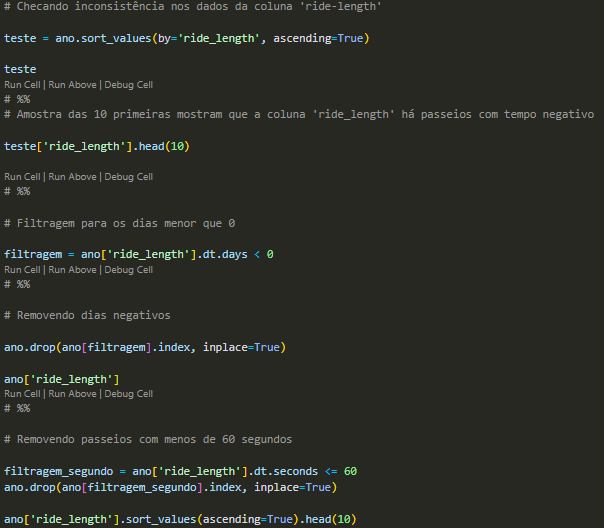 # Checando inconsistência nos dados da coluna 'ride-length'
teste = ano.sort_values(by='ride_length', ascending=True)
teste
Run Cell | Run Above | Debug Cell
# %%
# Amostra das 10 primeiras mostram que a coluna 'ride_length' há passeios com tempo negativo
teste['ride_length'].head(10)
Run Cell | Run Above | Debug Cell
# %%
# Filtragem para os dias menor que 0
filtragem = ano['ride_length'].dt.days < 0
Run Cell | Run Above | Debug Cell
# %%
# Removendo dias negativos
ano.drop(ano[filtragem].index, inplace=True)
ano['ride_length']
Run Cell | Run Above | Debug Cell
# %%
# Removendo passeios com menos de 60 segundos
filtragem_segundo = ano['ride_length'].dt.seconds <= 60
ano.drop(ano[filtragem_segundo].index, inplace=True)
ano['ride_length'].sort_values(ascending=True).head(10)